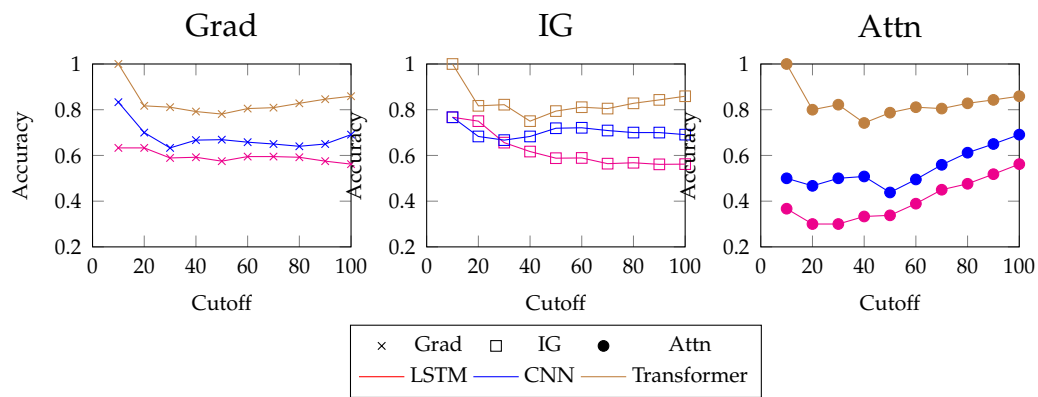 Grad IG Attn
1 1 1
0.8 0.8 0.8
0.6 0.6 0.6
0.4 0.4 0.4
0.2 0.2 0.2
Accuracy Accuracy Accuracy
0 20 40 60 80 100 0 20 40 60 80 100 0 20 40 60 80 100
Cutoff Cutoff Cutoff
Grad IG Attn
LSTM CNN Transformer